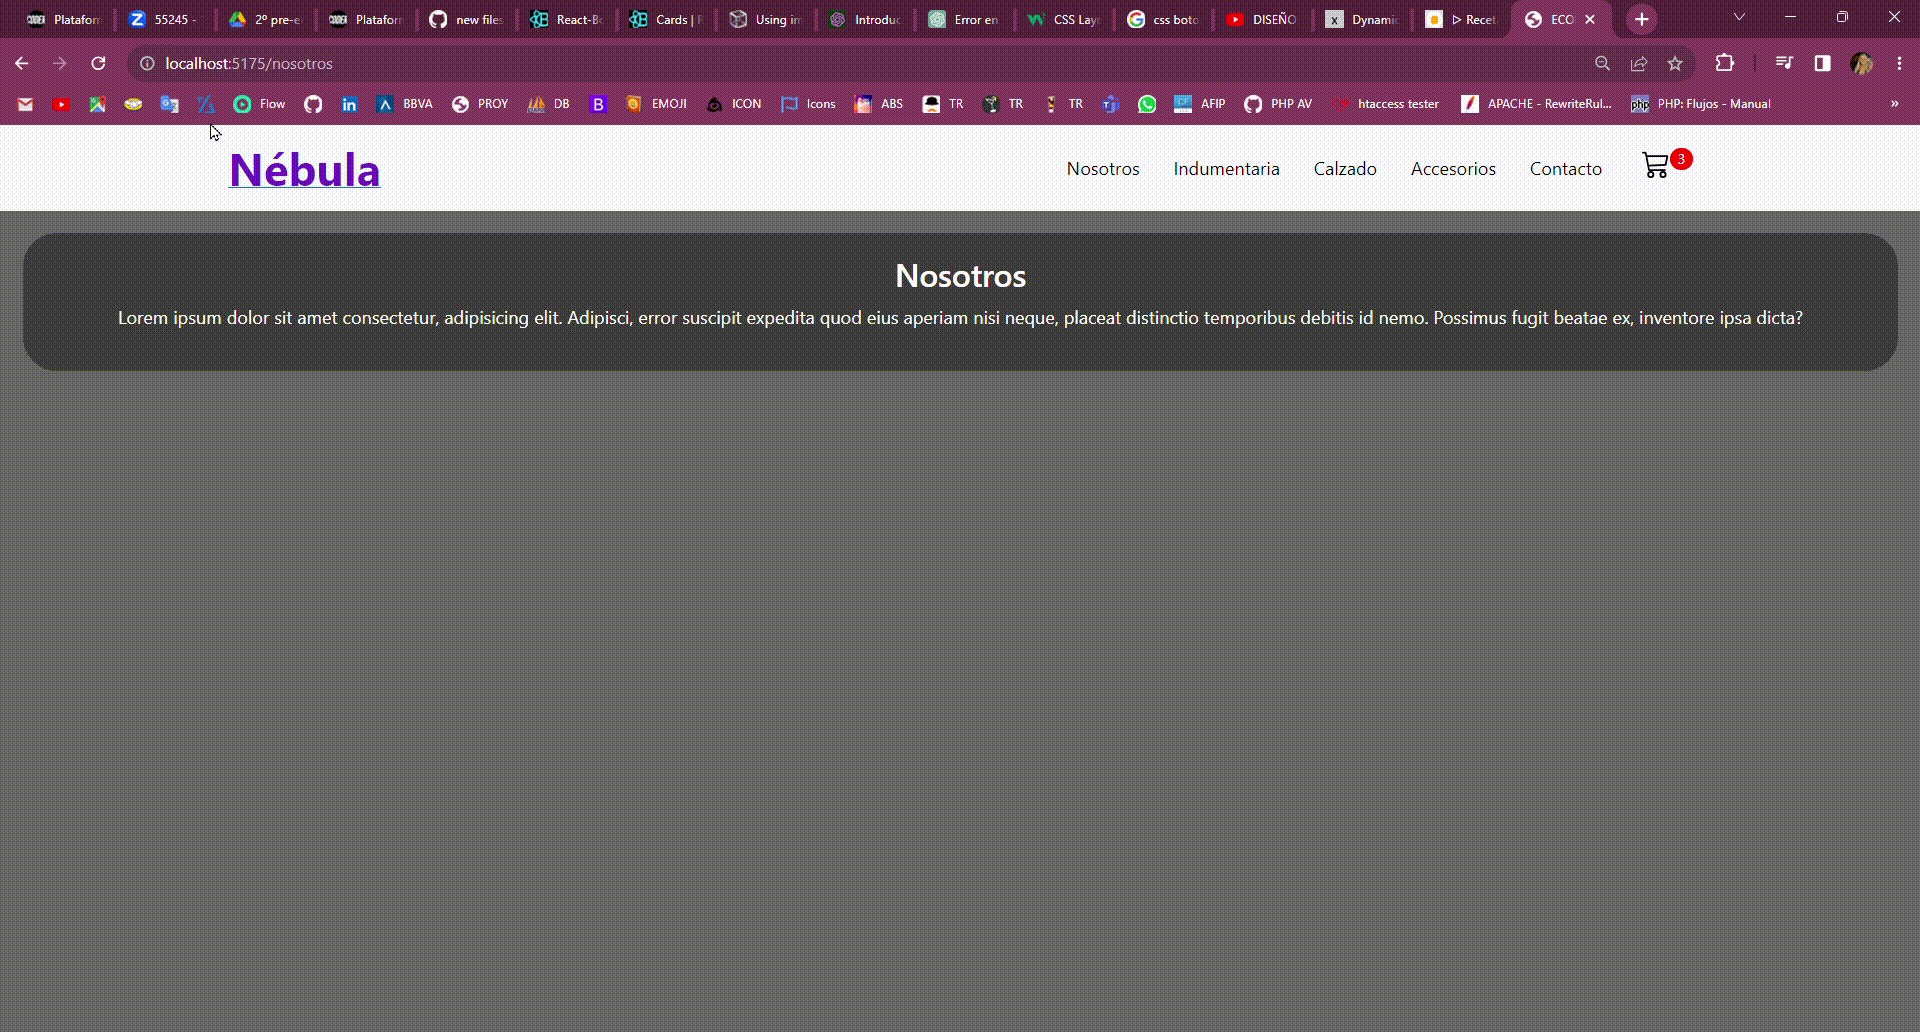 Platafor 55245 - 2º pre-e Platafor new files React-Bo Cards | Using im Introduc Error en CSS Layo css boto DISEÑO Dynamic ▷ Recet ECO
localhost:5175/nosotros
Flow BBVA PROY DB EMOJI ICON Icons ABS TR TR TR AFIP PHP AV htaccess tester APACHE - RewriteRul... PHP: Flujos - Manual »
Nébula Nosotros Indumentaria Calzado Accesorios Contacto 3
Nosotros
Lorem ipsum dolor sit amet consectetur, adipisicing elit. Adipisci, error suscipit expedita quod eius aperiam nisi neque, placeat distinctio temporibus debitis id nemo. Possimus fugit beatae ex, inventore ipsa dicta?